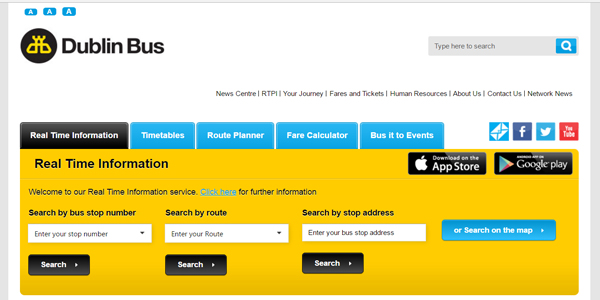 A A A
Dublin Bus
Type here to search
News Centre | RTPI | Your Journey | Fares and Tickets | Human Resources | About Us | Contact Us | Network News
Real Time Information Timetables Route Planner Fare Calculator Bus it to Events
f You Tube
Real Time Information
Download on the App Store
ANDROID APP ON Google play
Welcome to our Real Time Information service. Click here for further information
Search by bus stop number Search by route Search by stop address
Enter your stop number Enter your Route Enter your bus stop address
or Search on the map
Search Search Search